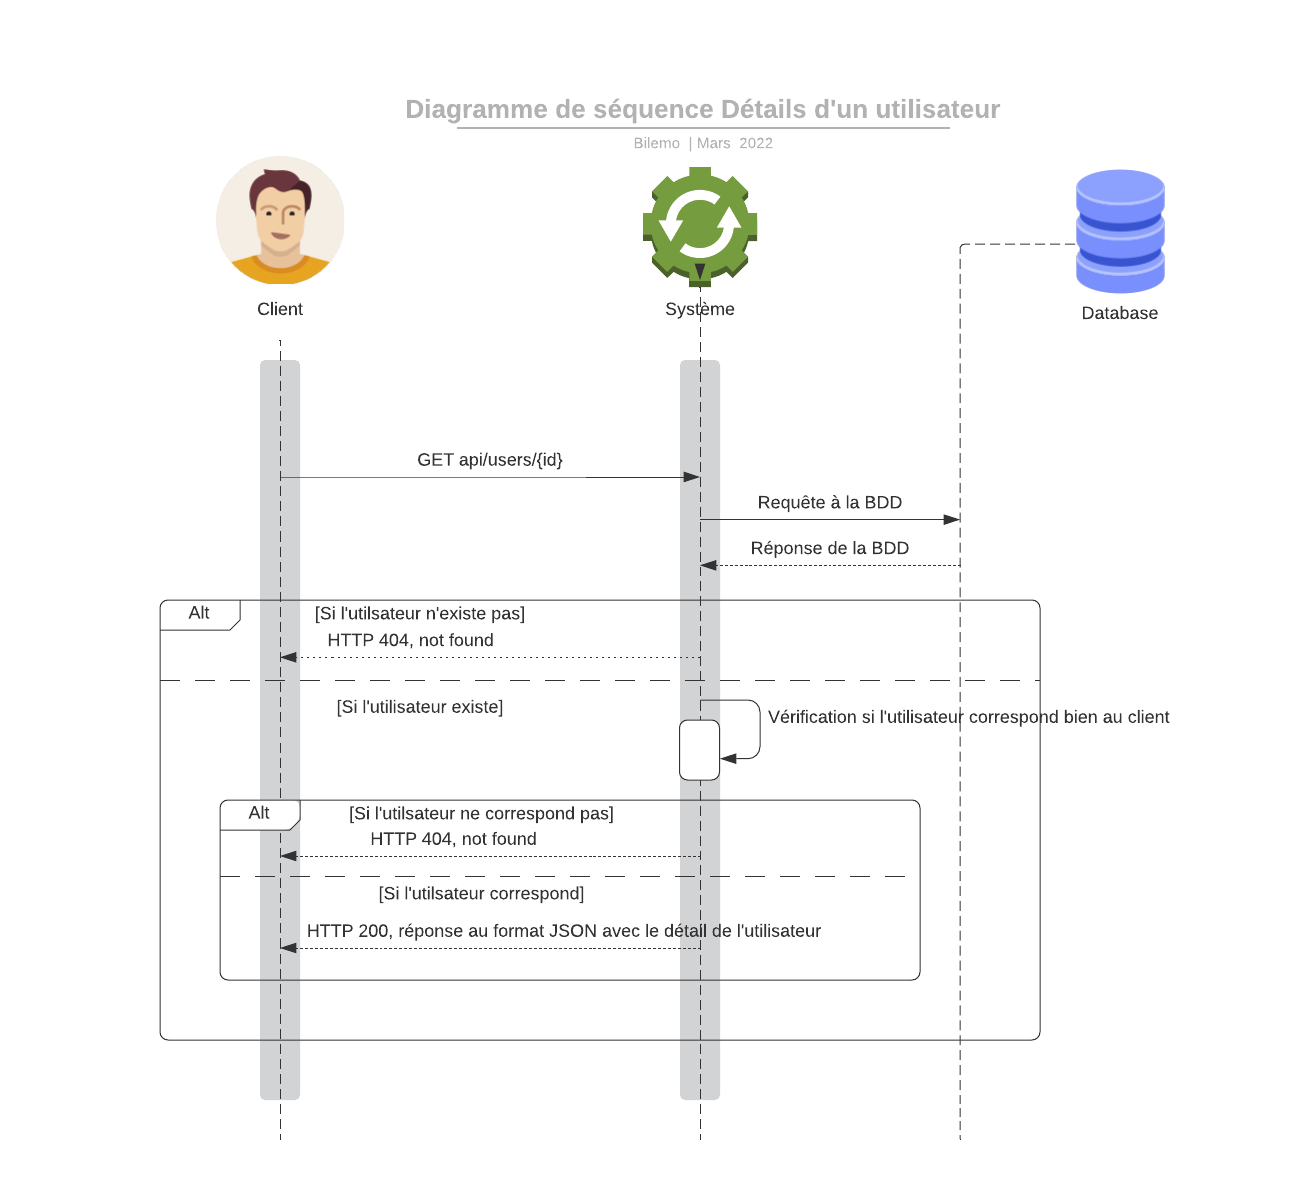 Diagramme de séquence Détails d'un utilisateur
Bilemo | Mars 2022
Client
Système
Database
GET api/users/{id}
Requête à la BDD
Réponse de la BDD
Alt
[Si l'utilsateur n'existe pas]
HTTP 404, not found
[Si l'utilisateur existe]
Vérification si l'utilisateur correspond bien au client
Alt
[Si l'utilsateur ne correspond pas]
HTTP 404, not found
[Si l'utilsateur correspond]
HTTP 200, réponse au format JSON avec le détail de l'utilisateur